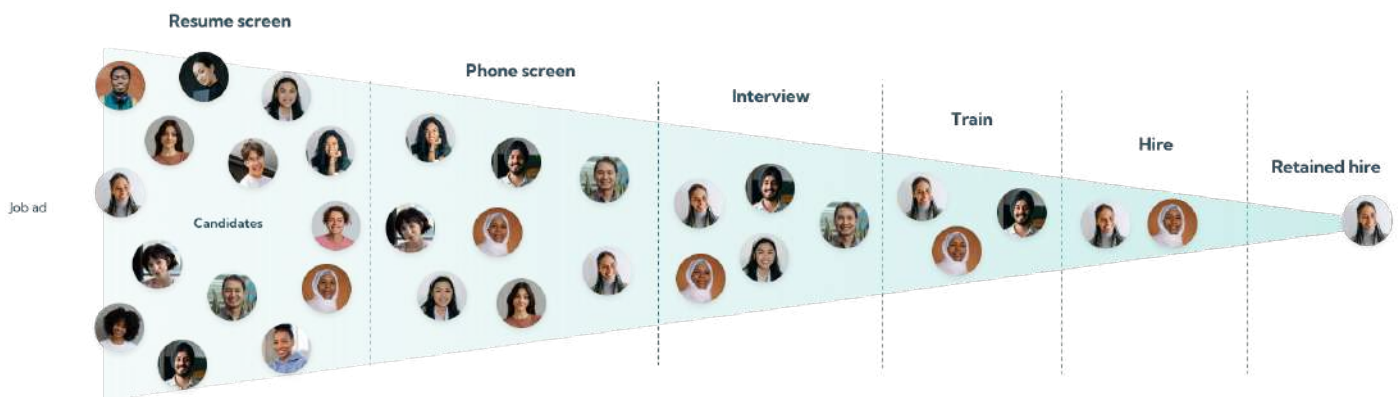 Resume screen
Phone screen
Interview
Train
Hire
Retained hire
Job ad
Candidates